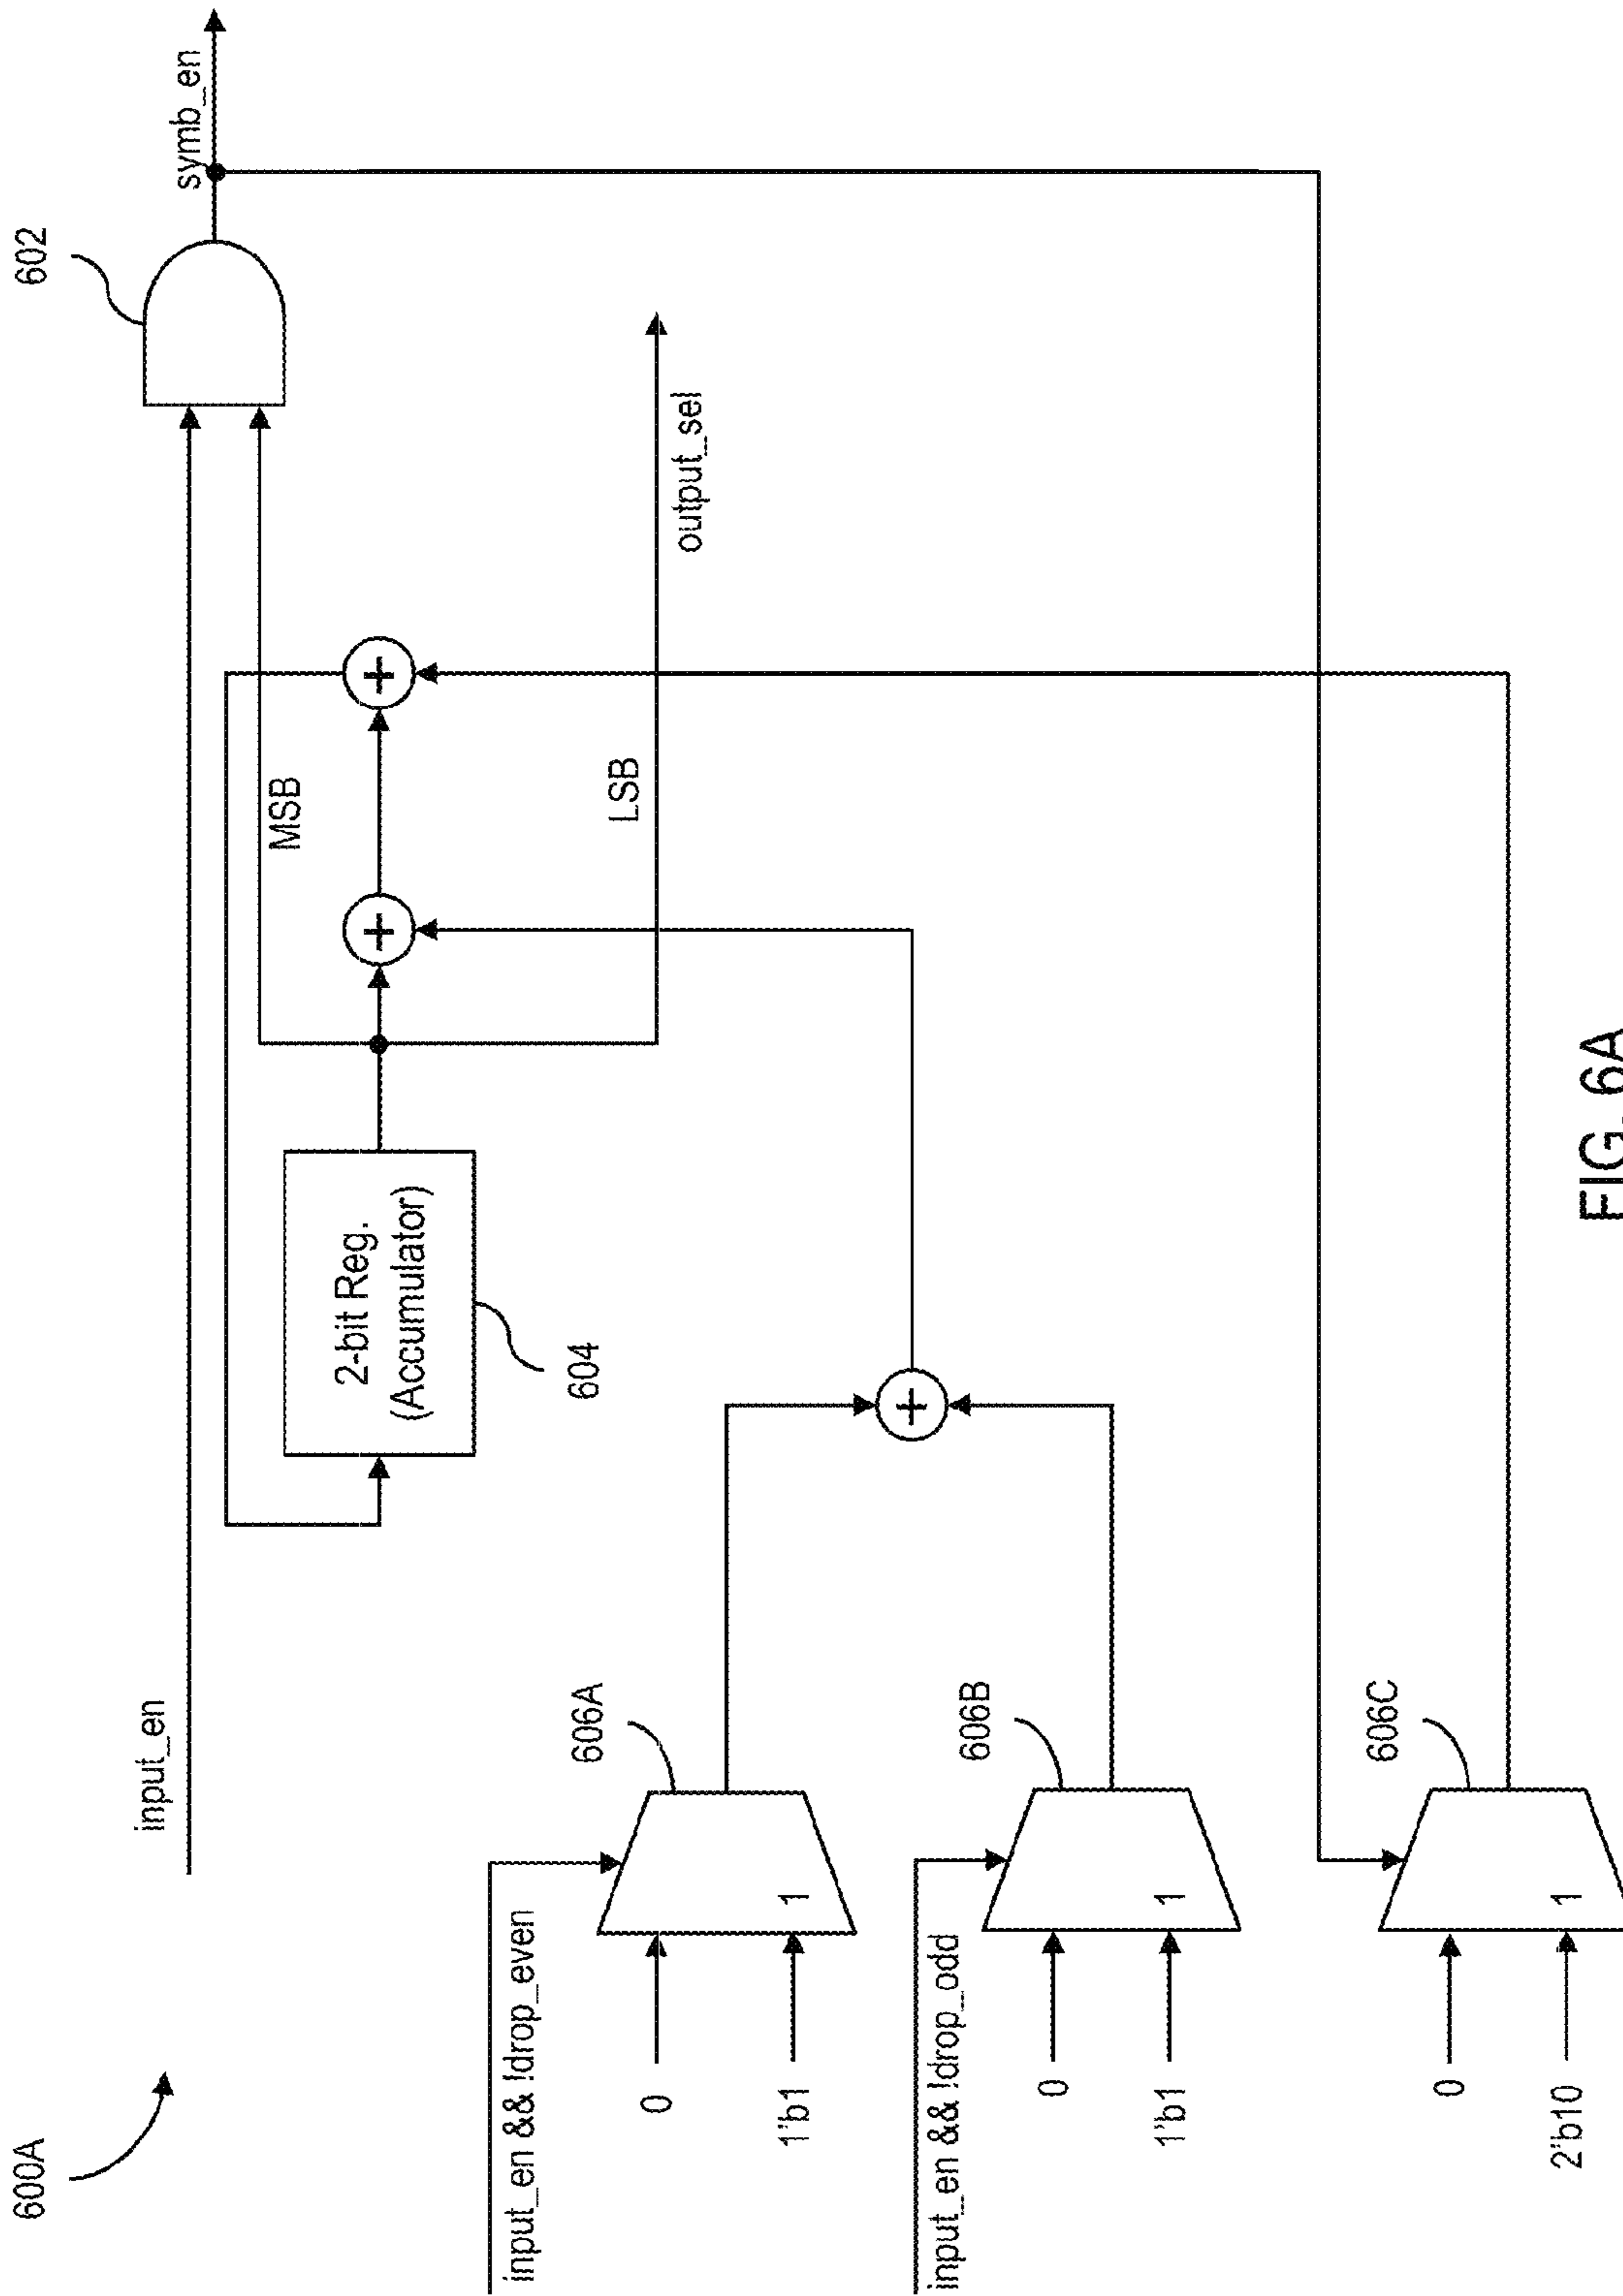 600A
input_en
602
symb_en
MSB
2-bit Reg.
(Accumulator)
604
+
+
LSB
output_sel
input_en && !drop_even
606A
0
1'b1
1
+
input_en && !drop_odd
606B
0
1'b1
1
606C
0
2'b10
1
FIG. 6A